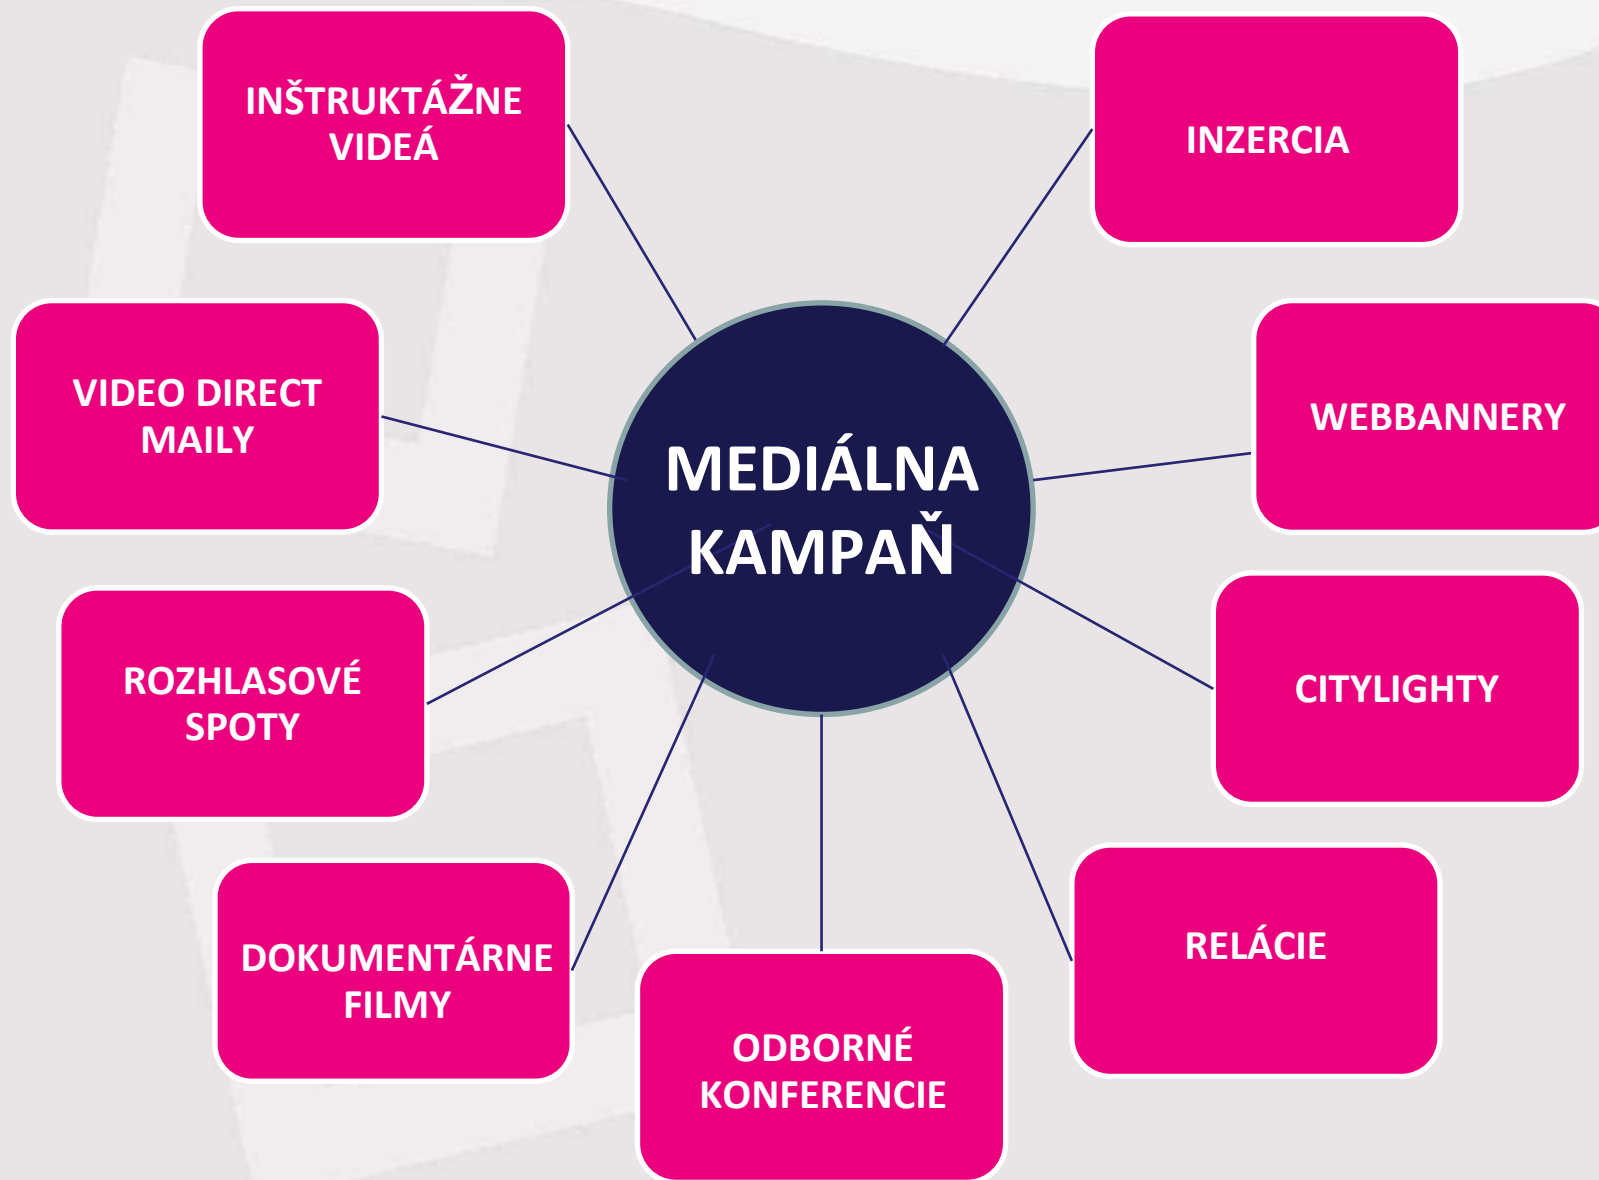 INŠTRUKTÁŽNE
VIDEÁ
INZERCIA
VIDEO DIRECT
MAILY
WEBBANNERY
MEDIÁLNA
KAMPAŇ
ROZHLASOVÉ
SPOTY
CITYLIGHTY
DOKUMENTÁRNE
FILMY
RELÁCIE
ODBORNÉ
KONFERENCIE